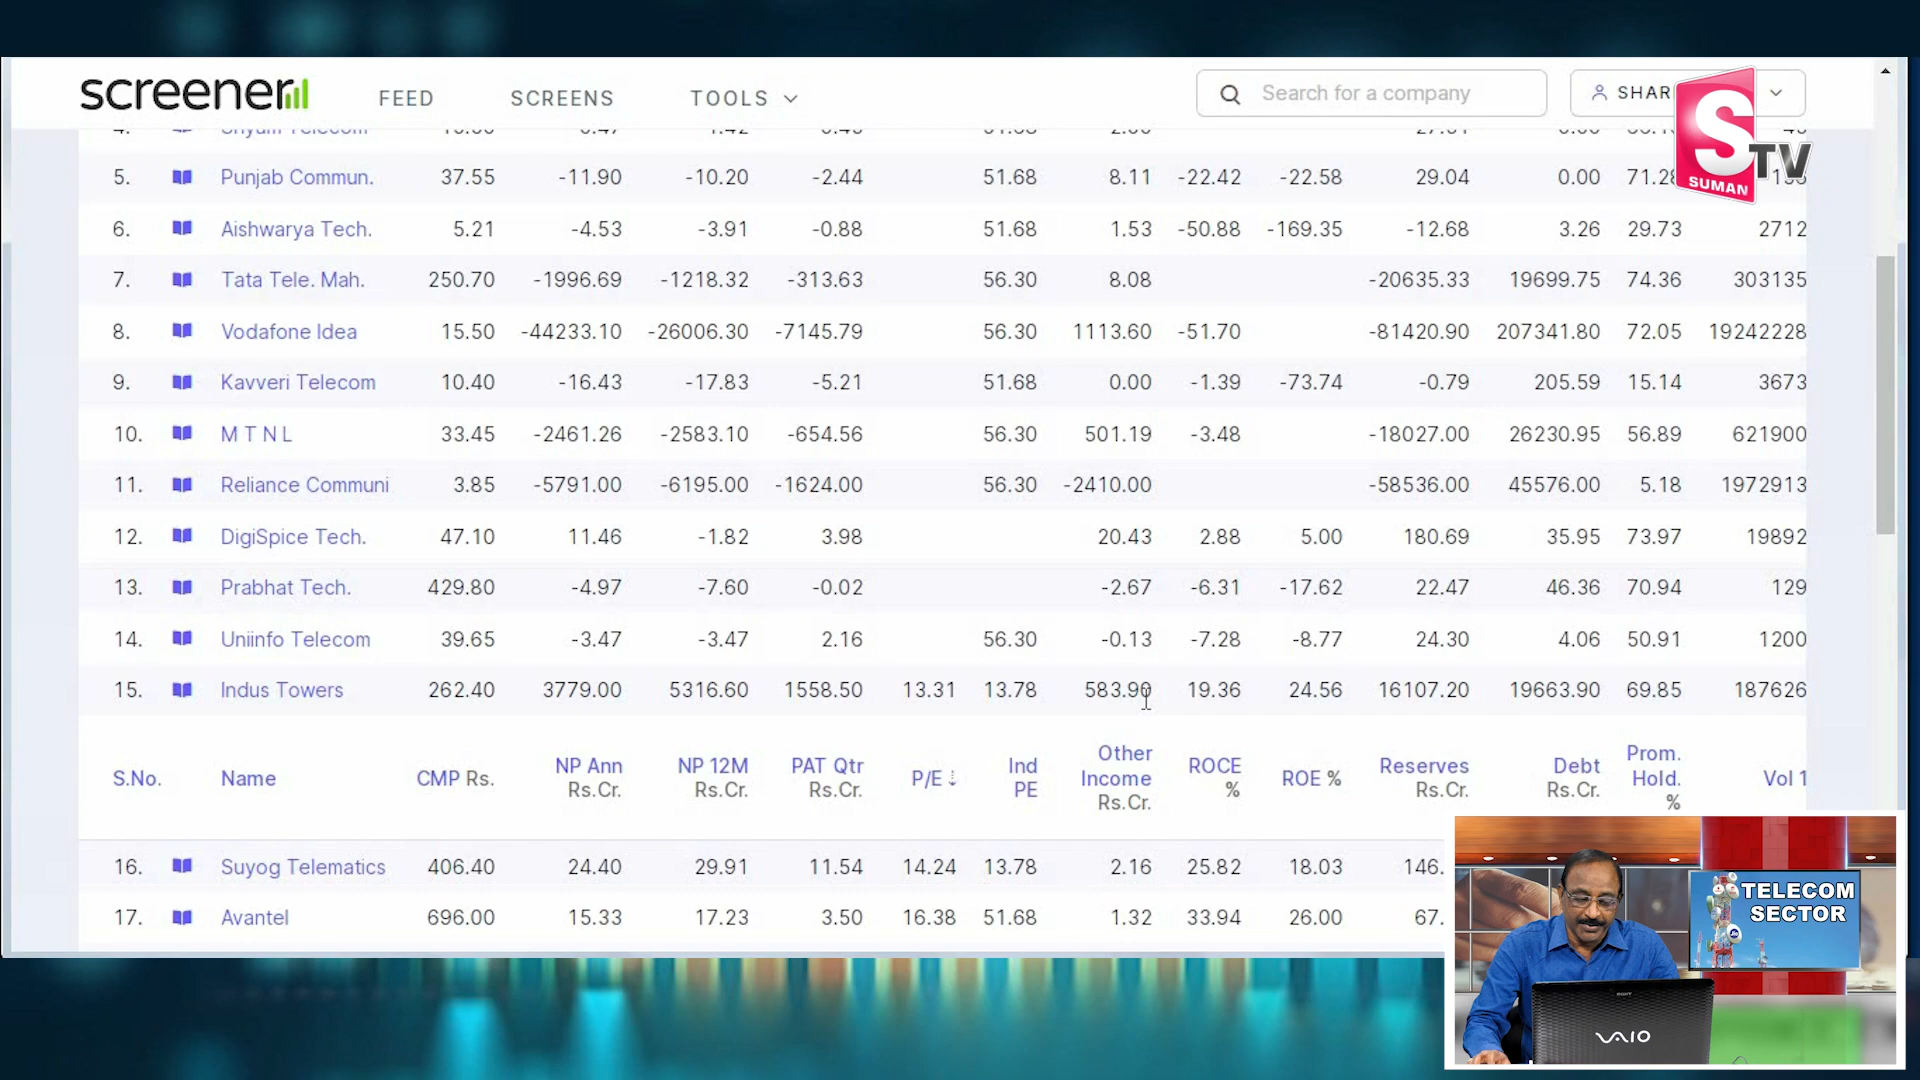 screener FEED SCREENS TOOLS Search for a company SHAR
S TV SUMAN
5. Punjab Commun. 37.55 -11.90 -10.20 -2.44 51.68 8.11 -22.42 -22.58 29.04 0.00 71.28
6. Aishwarya Tech. 5.21 -4.53 -3.91 -0.88 51.68 1.53 -50.88 -169.35 -12.68 3.26 29.73 2712
7. Tata Tele. Mah. 250.70 -1996.69 -1218.32 -313.63 56.30 8.08 -20635.33 19699.75 74.36 303135
8. Vodafone Idea 15.50 -44233.10 -26006.30 -7145.79 56.30 1113.60 -51.70 -81420.90 207341.80 72.05 19242228
9. Kavveri Telecom 10.40 -16.43 -17.83 -5.21 51.68 0.00 -1.39 -73.74 -0.79 205.59 15.14 3673
10. M T N L 33.45 -2461.26 -2583.10 -654.56 56.30 501.19 -3.48 -18027.00 26230.95 56.89 621900
11. Reliance Communi 3.85 -5791.00 -6195.00 -1624.00 56.30 -2410.00 -58536.00 45576.00 5.18 1972913
12. DigiSpice Tech. 47.10 11.46 -1.82 3.98 20.43 2.88 5.00 180.69 35.95 73.97 19892
13. Prabhat Tech. 429.80 -4.97 -7.60 -0.02 -2.67 -6.31 -17.62 22.47 46.36 70.94 129
14. Uniinfo Telecom 39.65 -3.47 -3.47 2.16 56.30 -0.13 -7.28 -8.77 24.30 4.06 50.91 1200
15. Indus Towers 262.40 3779.00 5316.60 1558.50 13.31 13.78 583.90 19.36 24.56 16107.20 19663.90 69.85 187626
S.No. Name CMP Rs. NP Ann Rs.Cr. NP 12M Rs.Cr. PAT Qtr Rs.Cr. P/E ↓ Ind PE Other Income Rs.Cr. ROCE % ROE % Reserves Rs.Cr. Debt Rs.Cr. Prom. Hold. % Vol 1
16. Suyog Telematics 406.40 24.40 29.91 11.54 14.24 13.78 2.16 25.82 18.03 146.
17. Avantel 696.00 15.33 17.23 3.50 16.38 51.68 1.32 33.94 26.00 67.
TELECOM
SECTOR
SONY
VAIO